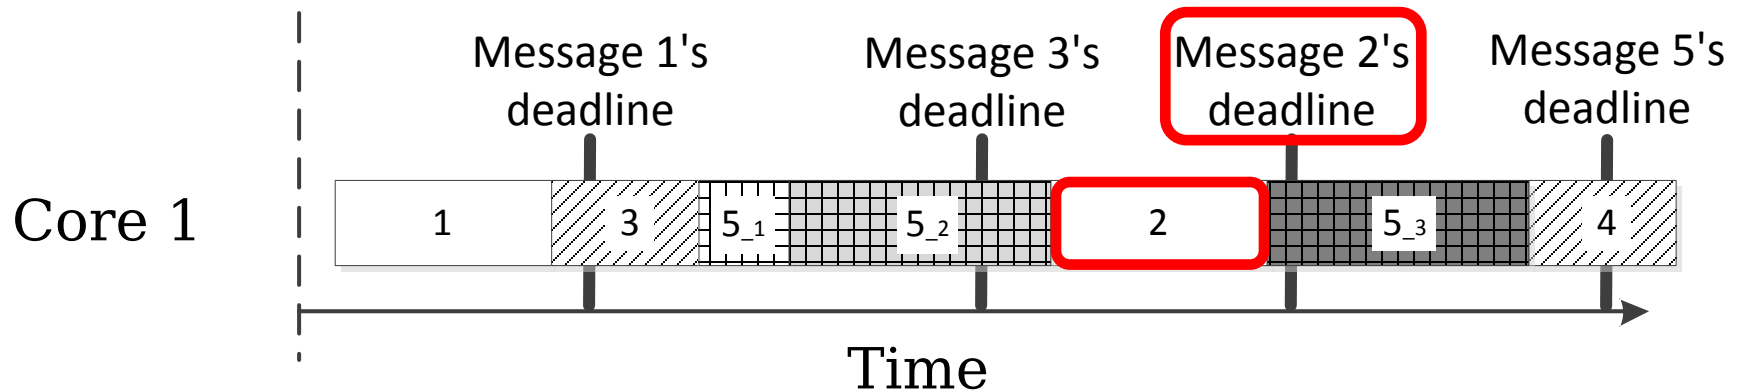 Message 1's
deadline
Message 3's
deadline
Message 2's
deadline
Message 5's
deadline
Core 1
1
3
5_1
5_2
2
5_3
4
Time